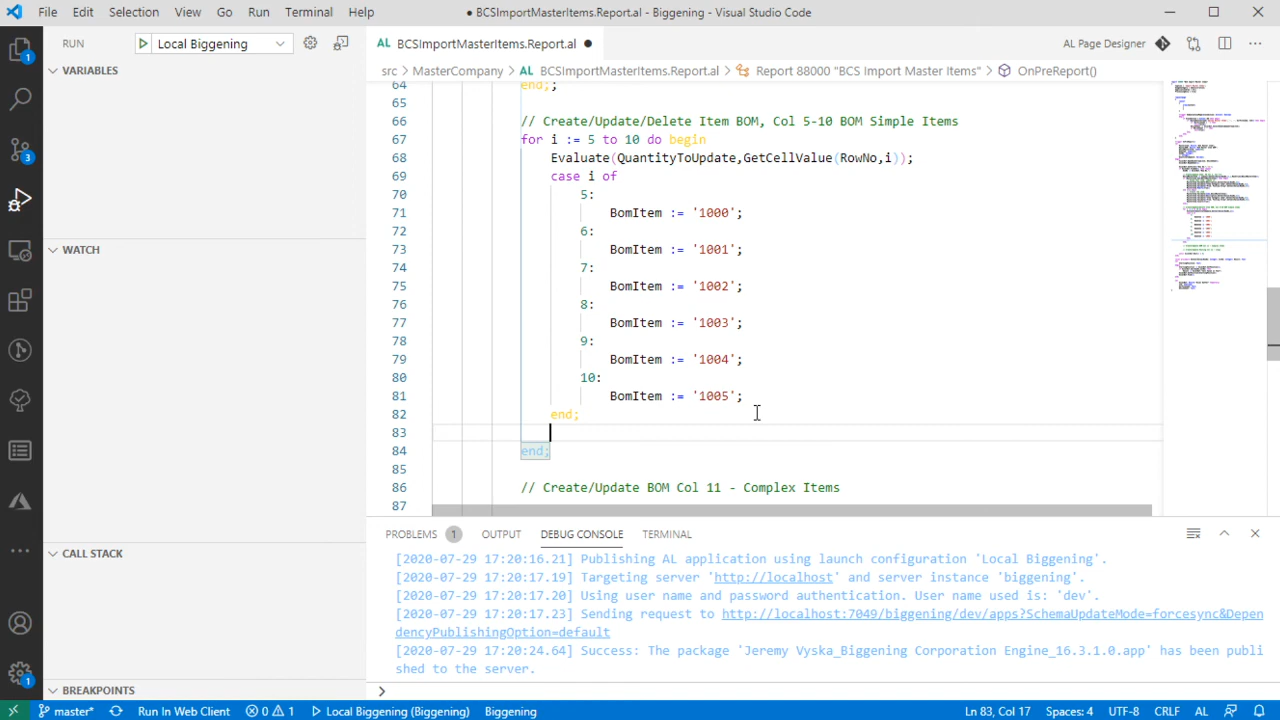 File Edit Selection View Go Run Terminal Help
BCSImportMasterItems.Report.al - Biggening - Visual Studio Code
RUN
Local Biggening
BCSImportMasterItems.Report.al
AL Page Designer
VARIABLES
src > MasterCompany > BCSImportMasterItems.Report.al > Report 88000 "BCS Import Master Items" > OnPreReport()
64 end;;
65
66 // Create/Update/Delete Item BOM, Col 5-10 BOM Simple Items
67 for i := 5 to 10 do begin
68 Evaluate(QuantityToUpdate,GetCellValue(RowNo,i));
69 case i of
70 5:
71 BomItem := '1000';
72 6:
73 BomItem := '1001';
74 7:
75 BomItem := '1002';
76 8:
77 BomItem := '1003';
78 9:
79 BomItem := '1004';
80 10:
81 BomItem := '1005';
82 end;
83
84 end;
85
86 // Create/Update BOM Col 11 - Complex Items
87
WATCH
CALL STACK
BREAKPOINTS
1
3
1
PROBLEMS 1 OUTPUT DEBUG CONSOLE TERMINAL
[2020-07-29 17:20:16.21] Publishing AL application using launch configuration 'Local Biggening'.
[2020-07-29 17:20:17.19] Targeting server 'http://localhost' and server instance 'biggening'.
[2020-07-29 17:20:17.20] Using user name and password authentication. User name used is: 'dev'.
[2020-07-29 17:20:17.23] Sending request to http://localhost:7049/biggening/dev/apps?SchemaUpdateMode=forcesync&Depen
dencyPublishingOption=default
[2020-07-29 17:20:24.64] Success: The package 'Jeremy Vyska_Biggening Corporation Engine_16.3.1.0.app' has been publi
shed to the server.
master* Run In Web Client 0 1 Local Biggening (Biggening) Biggening Ln 83, Col 17 Spaces: 4 UTF-8 CRLF AL